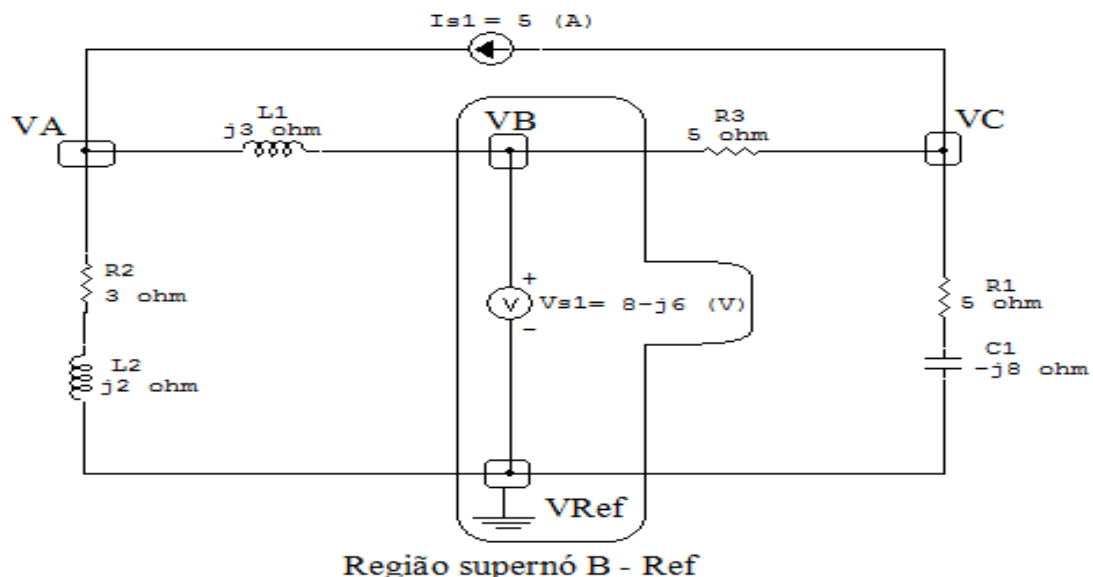 Is1 = 5 (A)
VA
L1
j3 ohm
VB
R3
5 ohm
VC
R2
3 ohm
L2
j2 ohm
+
V
Vs1= 8-j6 (V)
-
R1
5 ohm
C1
-j8 ohm
VRef
Região supernó B - Ref